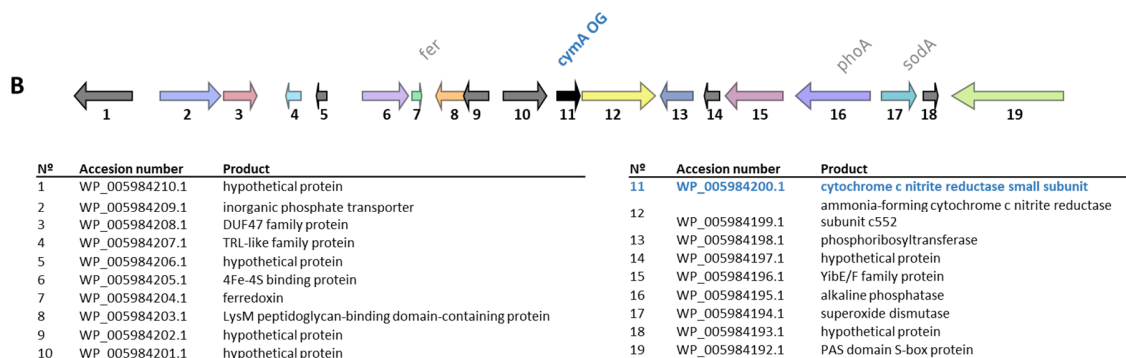 fer
cymA OG
phoA
sodA
B
1 2 3 4 5 6 7 8 9 10 11 12 13 14 15 16 17 18 19
Nº Accesion number Product
1 WP_005984210.1 hypothetical protein
2 WP_005984209.1 inorganic phosphate transporter
3 WP_005984208.1 DUF47 family protein
4 WP_005984207.1 TRL-like family protein
5 WP_005984206.1 hypothetical protein
6 WP_005984205.1 4Fe-4S binding protein
7 WP_005984204.1 ferredoxin
8 WP_005984203.1 LysM peptidoglycan-binding domain-containing protein
9 WP_005984202.1 hypothetical protein
10 WP_005984201.1 hypothetical protein
Nº Accesion number Product
11 WP_005984200.1 cytochrome c nitrite reductase small subunit
ammonia-forming cytochrome c nitrite reductase
12 WP_005984199.1 subunit c552
13 WP_005984198.1 phosphoribosyltransferase
14 WP_005984197.1 hypothetical protein
15 WP_005984196.1 YibE/F family protein
16 WP_005984195.1 alkaline phosphatase
17 WP_005984194.1 superoxide dismutase
18 WP_005984193.1 hypothetical protein
19 WP_005984192.1 PAS domain S-box protein